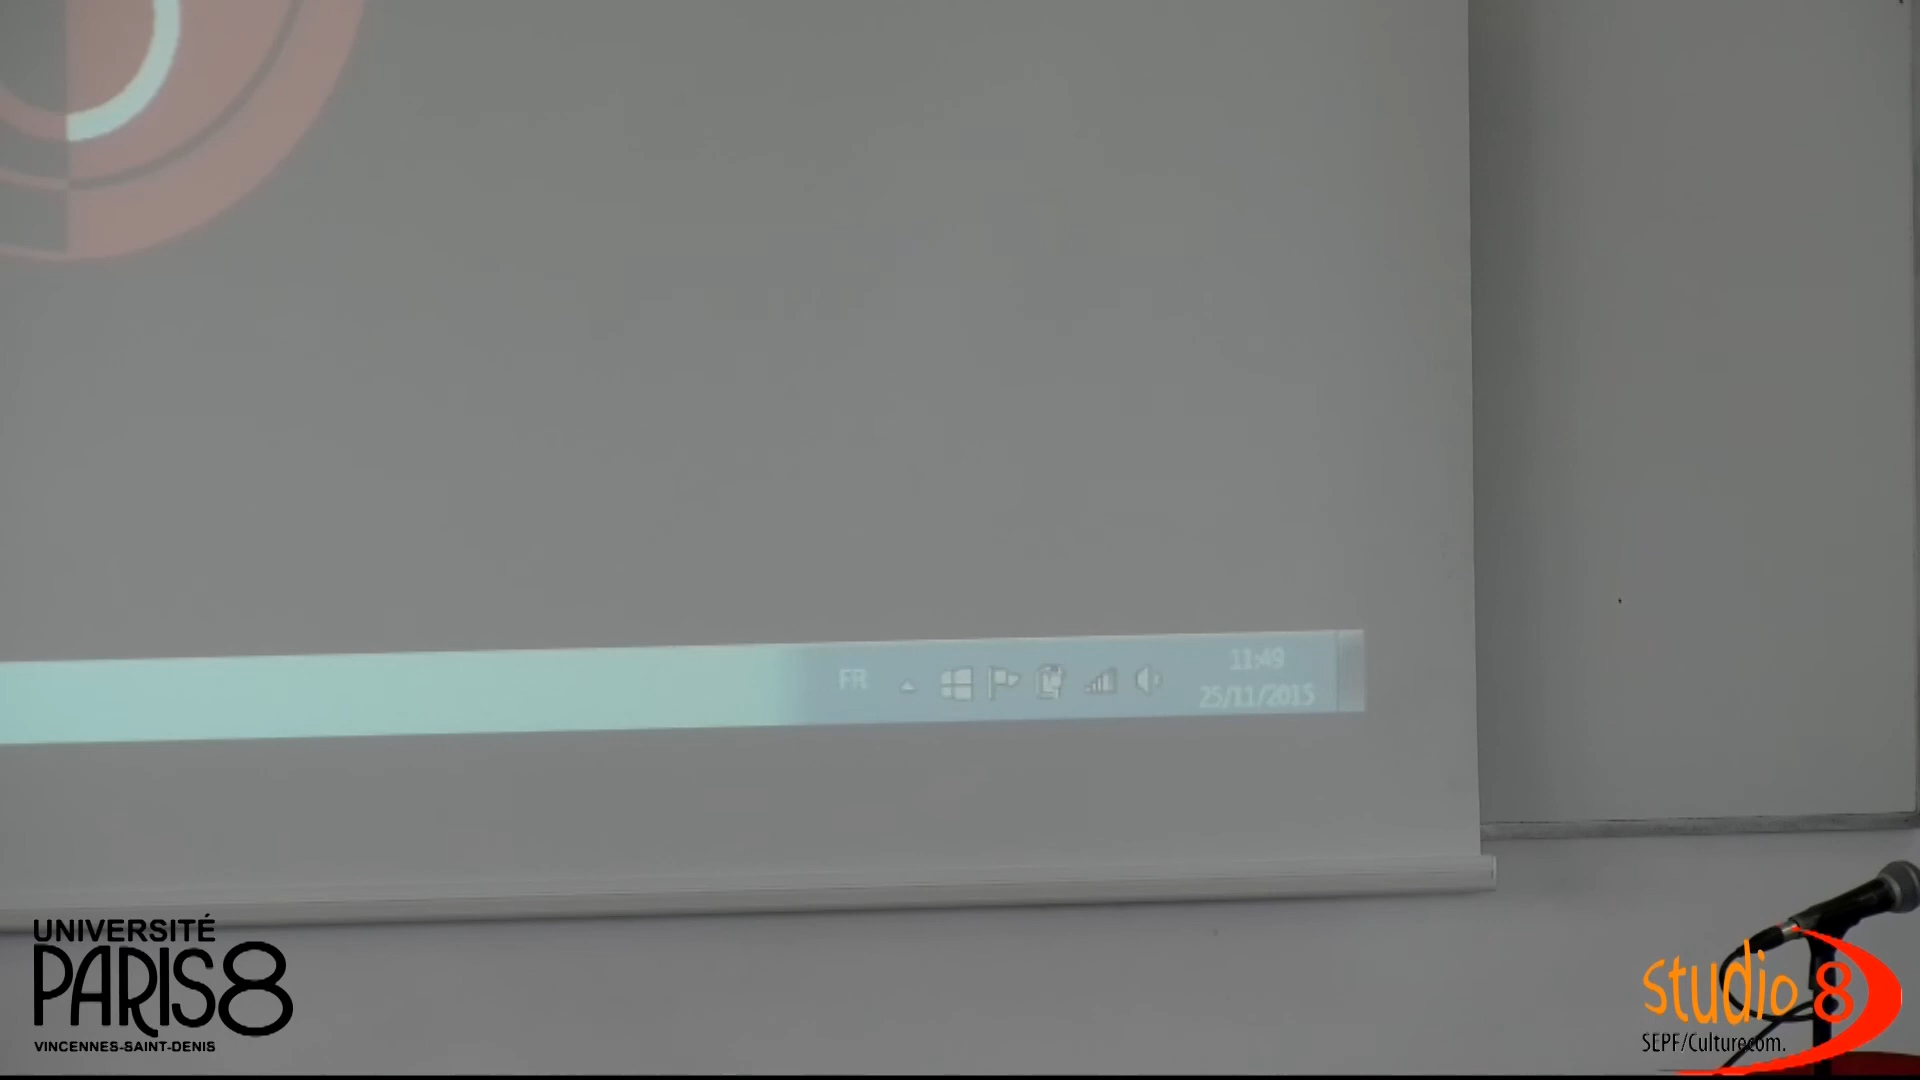 FR
11:49
25/11/2015
UNIVERSITÉ
PARIS8
VINCENNES-SAINT-DENIS
studio 8
SEPF/Culturecom.